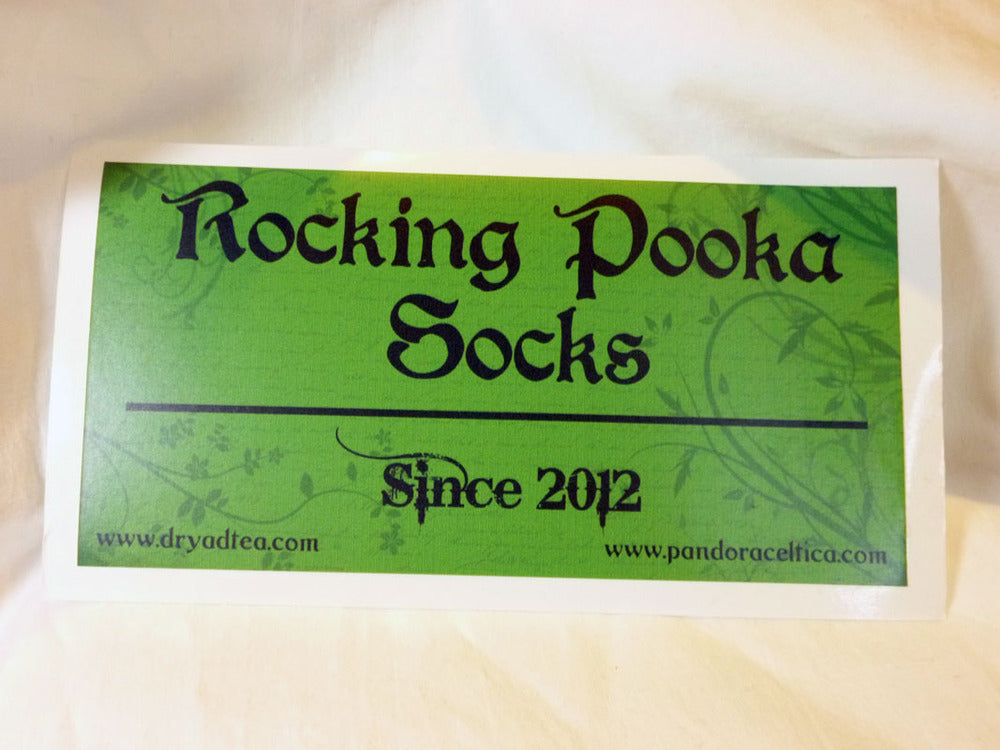 Rocking Pooka
Socks
Since 2012
www.dryadtea.com
www.pandoraceltica.com